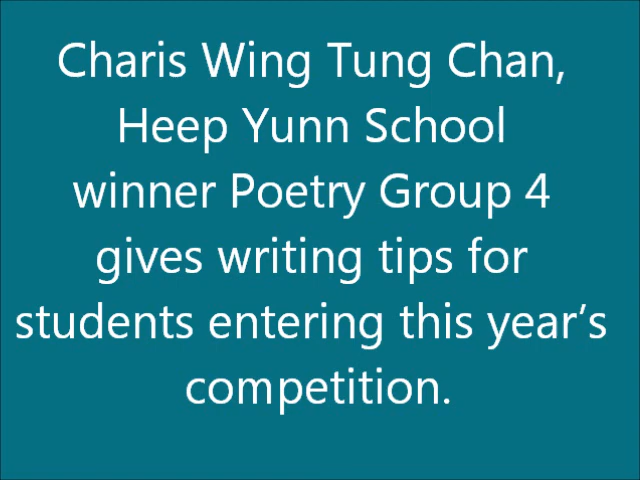 Charis Wing Tung Chan,
Heep Yunn School
winner Poetry Group 4
gives writing tips for
students entering this year’s
competition.